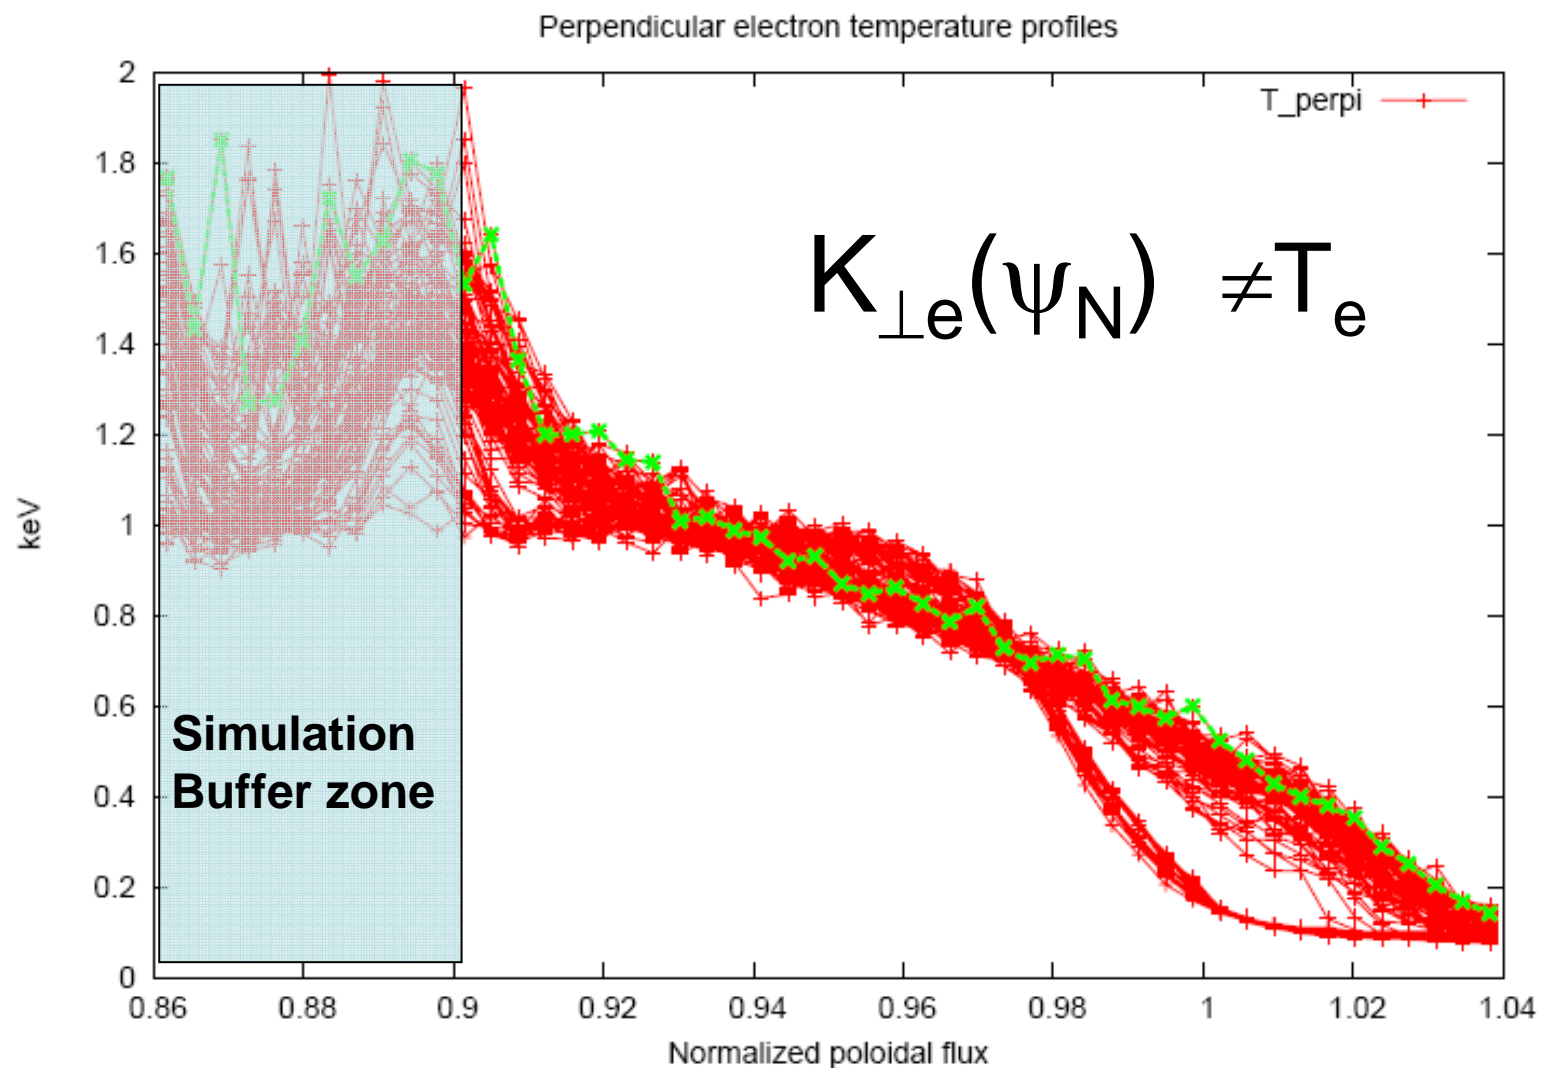 Perpendicular electron temperature profiles
T_perpi
K⊥e(ψN) ≠Te
Simulation
Buffer zone
keV
2
1.8
1.6
1.4
1.2
1
0.8
0.6
0.4
0.2
0
0.86 0.88 0.9 0.92 0.94 0.96 0.98 1 1.02 1.04
Normalized poloidal flux